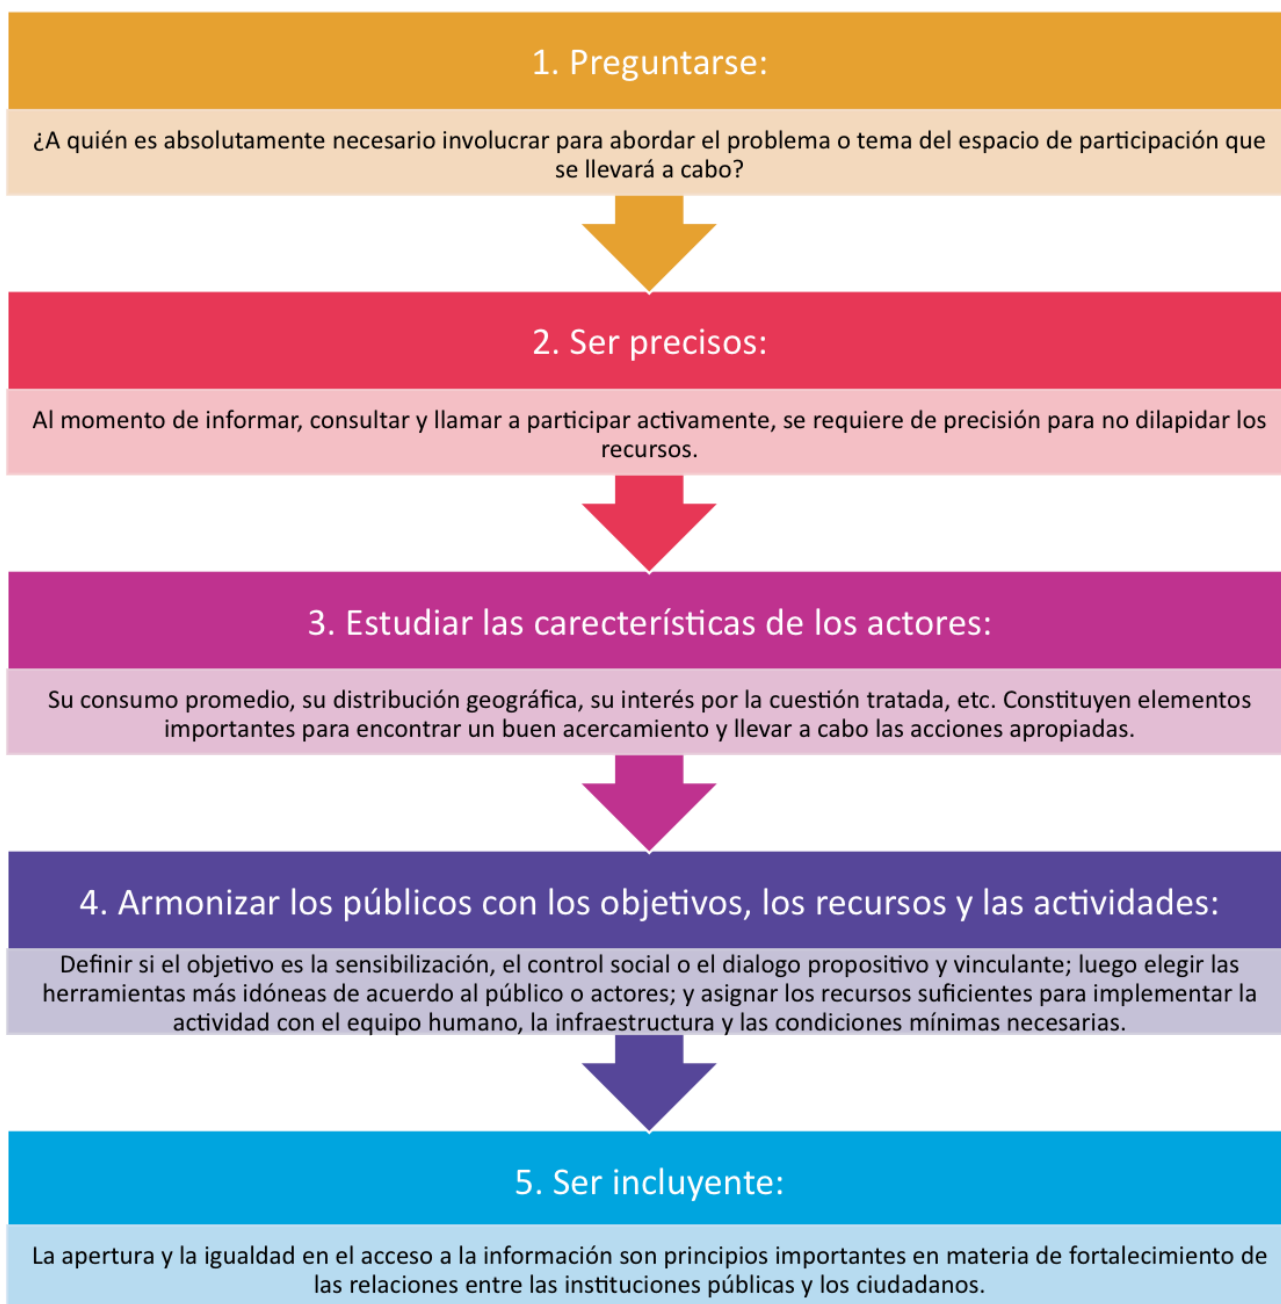 1. Preguntarse:
¿A quién es absolutamente necesario involucrar para abordar el problema o tema del espacio de participación que
se llevará a cabo?
2. Ser precisos:
Al momento de informar, consultar y llamar a participar activamente, se requiere de precisión para no dilapidar los
recursos.
3. Estudiar las carecterísticas de los actores:
Su consumo promedio, su distribución geográfica, su interés por la cuestión tratada, etc. Constituyen elementos
importantes para encontrar un buen acercamiento y llevar a cabo las acciones apropiadas.
4. Armonizar los públicos con los objetivos, los recursos y las actividades:
Definir si el objetivo es la sensibilización, el control social o el dialogo propositivo y vinculante; luego elegir las
herramientas más idóneas de acuerdo al público o actores; y asignar los recursos suficientes para implementar la
actividad con el equipo humano, la infraestructura y las condiciones mínimas necesarias.
5. Ser incluyente:
La apertura y la igualdad en el acceso a la información son principios importantes en materia de fortalecimiento de
las relaciones entre las instituciones públicas y los ciudadanos.